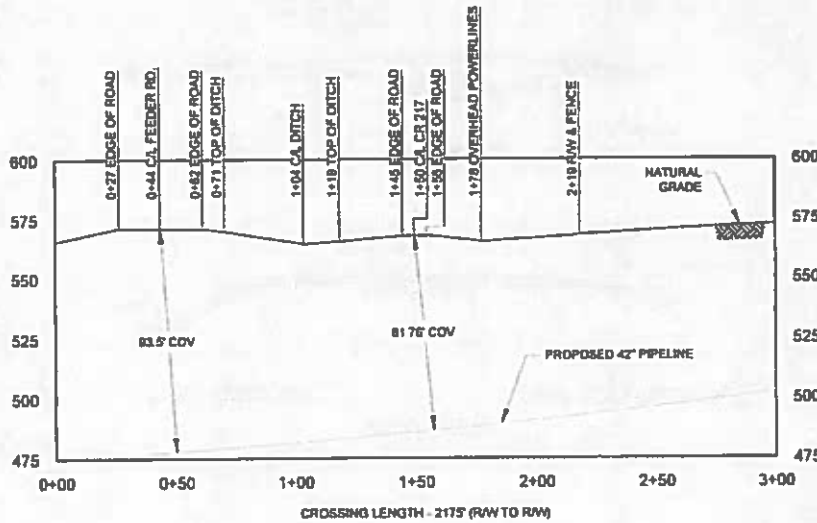 0+27 EDGE OF ROAD
0+44 C/L FEEDER RD.
0+62 EDGE OF ROAD
0+71 TOP OF DITCH
1+04 C/L DITCH
1+19 TOP OF DITCH
1+45 EDGE OF ROAD
1+50 C/L CR 217
1+55 EDGE OF ROAD
1+78 OVERHEAD POWERLINES
2+19 R/W & FENCE
600
600
NATURAL
GRADE
575
575
550
550
93.5' COV
81.76' COV
525
525
PROPOSED 42" PIPELINE
500
500
475
475
0+00
0+50
1+00
1+50
2+00
2+50
3+00
CROSSING LENGTH - 2175' (R/W TO R/W)